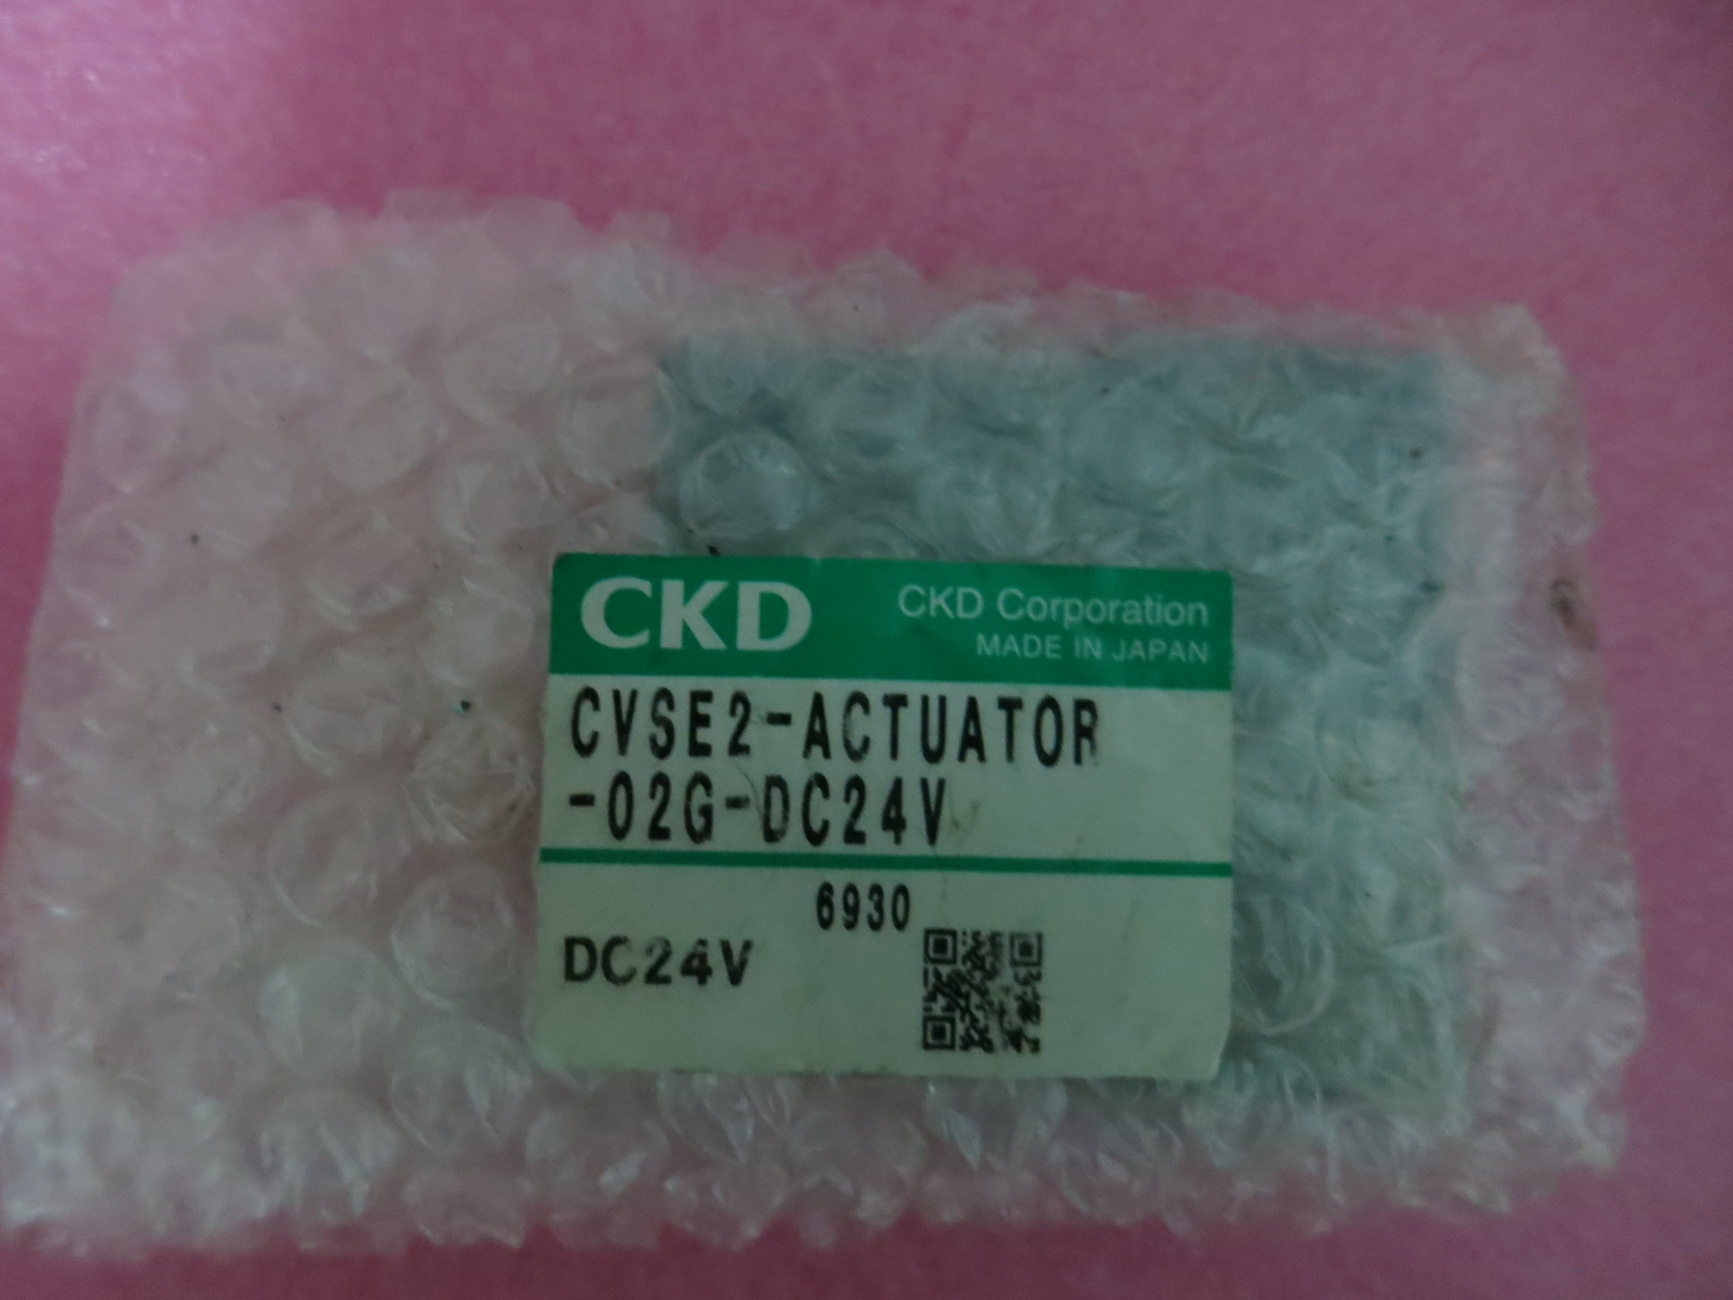 CKD
CKD Corporation
MADE IN JAPAN
CVSE2-ACTUATOR
-02G-DC24V
6930
DC24V